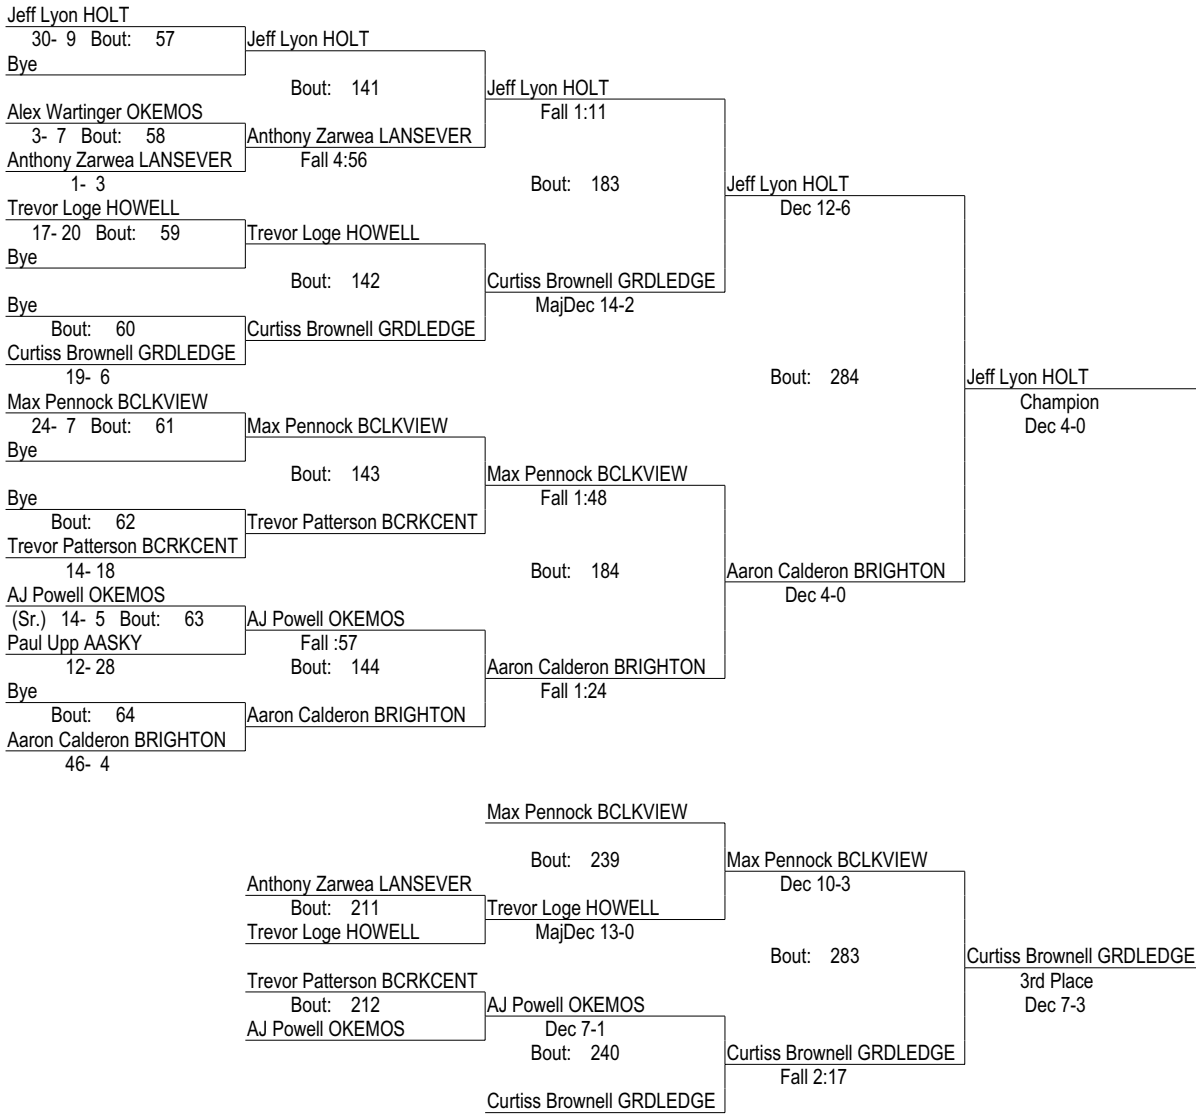 Jeff Lyon HOLT
30- 9 Bout: 57
Bye
Jeff Lyon HOLT
Bout: 141
Alex Wartinger OKEMOS
3- 7 Bout: 58
Anthony Zarwea LANSEVER
1- 3
Anthony Zarwea LANSEVER
Fall 4:56
Jeff Lyon HOLT
Fall 1:11
Bout: 183
Trevor Loge HOWELL
17- 20 Bout: 59
Bye
Trevor Loge HOWELL
Bout: 142
Bye
Bout: 60
Curtiss Brownell GRDLEDGE
19- 6
Curtiss Brownell GRDLEDGE
Curtiss Brownell GRDLEDGE
MajDec 14-2
Jeff Lyon HOLT
Dec 12-6
Bout: 284
Max Pennock BCLKVIEW
24- 7 Bout: 61
Bye
Max Pennock BCLKVIEW
Bout: 143
Bye
Bout: 62
Trevor Patterson BCRKCENT
14- 18
Trevor Patterson BCRKCENT
Max Pennock BCLKVIEW
Fall 1:48
Bout: 184
AJ Powell OKEMOS
(Sr.) 14- 5 Bout: 63
Paul Upp AASKY
12- 28
AJ Powell OKEMOS
Fall :57
Bout: 144
Bye
Bout: 64
Aaron Calderon BRIGHTON
46- 4
Aaron Calderon BRIGHTON
Aaron Calderon BRIGHTON
Fall 1:24
Aaron Calderon BRIGHTON
Dec 4-0
Jeff Lyon HOLT
Champion
Dec 4-0
Max Pennock BCLKVIEW
Bout: 239
Anthony Zarwea LANSEVER
Bout: 211
Trevor Loge HOWELL
Trevor Loge HOWELL
MajDec 13-0
Max Pennock BCLKVIEW
Dec 10-3
Bout: 283
Trevor Patterson BCRKCENT
Bout: 212
AJ Powell OKEMOS
AJ Powell OKEMOS
Dec 7-1
Bout: 240
Curtiss Brownell GRDLEDGE
Curtiss Brownell GRDLEDGE
Fall 2:17
Curtiss Brownell GRDLEDGE
3rd Place
Dec 7-3